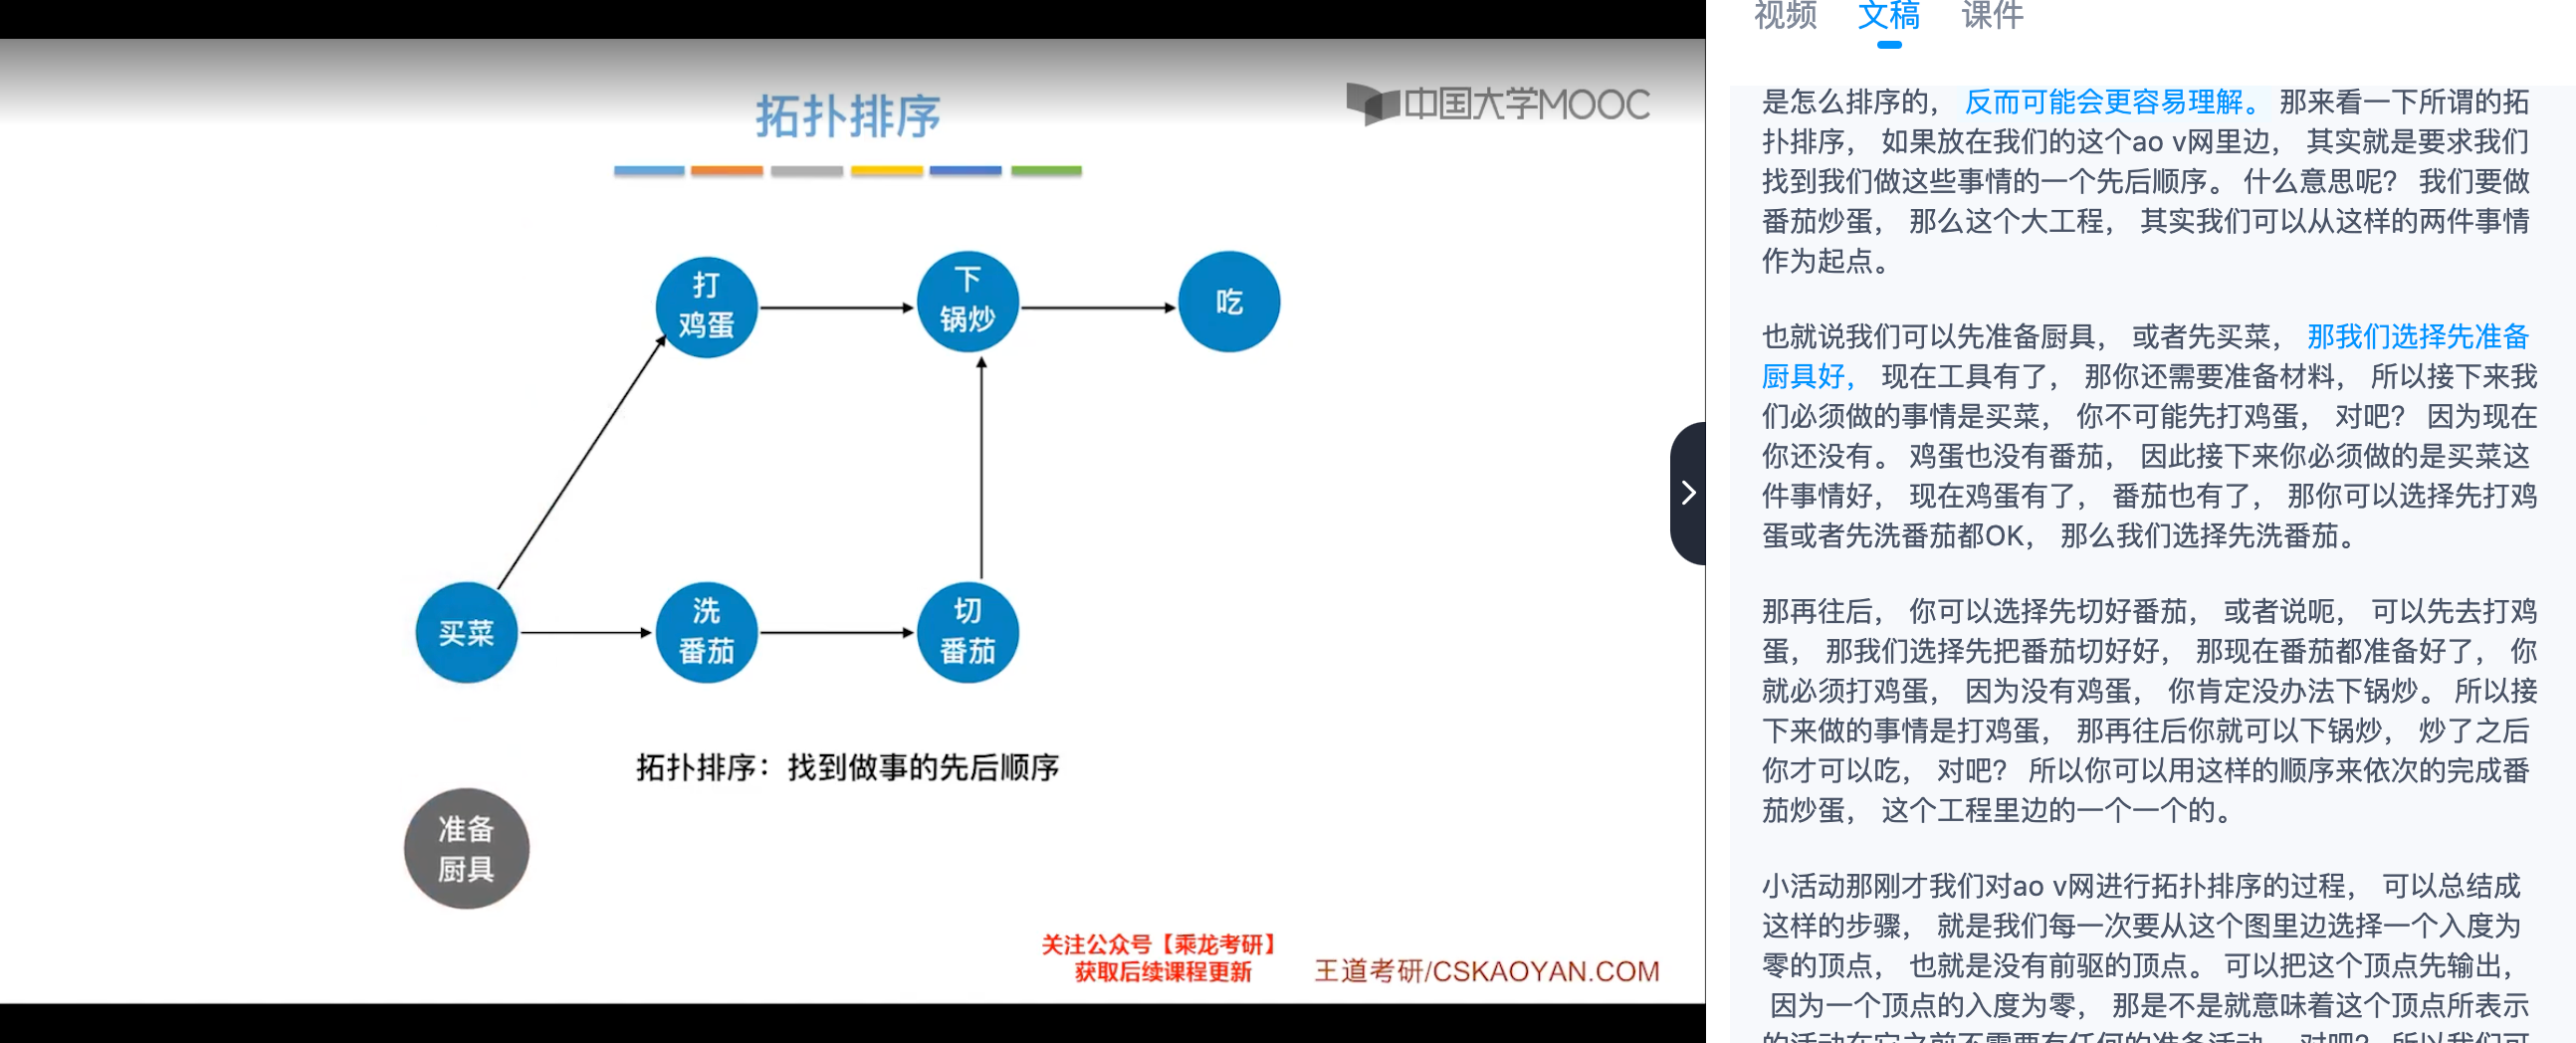 拓扑排序
中国大学MOOC
打
鸡蛋
下
锅炒
吃
买菜
洗
番茄
切
番茄
拓扑排序：找到做事的先后顺序
准备
厨具
关注公众号【乘龙考研】
获取后续课程更新
王道考研/CSKAOYAN.COM
视频 文稿 课件
是怎么排序的， 反而可能会更容易理解。 那来看一下所谓的拓
扑排序， 如果放在我们的这个ao v网里边， 其实就是要求我们
找到我们做这些事情的一个先后顺序。 什么意思呢？ 我们要做
番茄炒蛋， 那么这个大工程， 其实我们可以从这样的两件事情
作为起点。
也就说我们可以先准备厨具， 或者先买菜， 那我们选择先准备
厨具好， 现在工具有了， 那你还需要准备材料， 所以接下来我
们必须做的事情是买菜， 你不可能先打鸡蛋， 对吧？ 因为现在
你还没有。 鸡蛋也没有番茄， 因此接下来你必须做的是买菜这
件事情好， 现在鸡蛋有了， 番茄也有了， 那你可以选择先打鸡
蛋或者先洗番茄都OK， 那么我们选择先洗番茄。
那再往后， 你可以选择先切好番茄， 或者说呃， 可以先去打鸡
蛋， 那我们选择先把番茄切好好， 那现在番茄都准备好了， 你
就必须打鸡蛋， 因为没有鸡蛋， 你肯定没办法下锅炒。 所以接
下来做的事情是打鸡蛋， 那再往后你就可以下锅炒， 炒了之后
你才可以吃， 对吧？ 所以你可以用这样的顺序来依次的完成番
茄炒蛋， 这个工程里边的一个一个的。
小活动那刚才我们对ao v网进行拓扑排序的过程， 可以总结成
这样的步骤， 就是我们每一次要从这个图里边选择一个入度为
零的顶点， 也就是没有前驱的顶点。 可以把这个顶点先输出，
因为一个顶点的入度为零， 那是不是就意味着这个顶点所表示
的活动在它之前不需要有任何的准备活动， 对吧？ 所以我们可